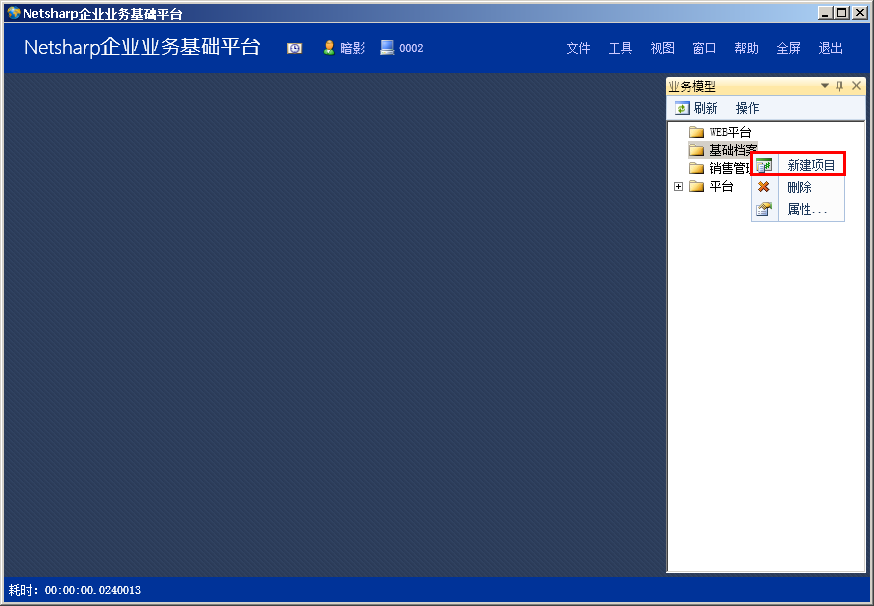 Netsharp企业业务基础平台
Netsharp企业业务基础平台 暗影 0002 文件 工具 视图 窗口 帮助 全屏 退出
业务模型
刷新 操作
WEB平台
基础档案
销售管理 新建项目
平台 删除
属性...
耗时：00:00:00.0240013